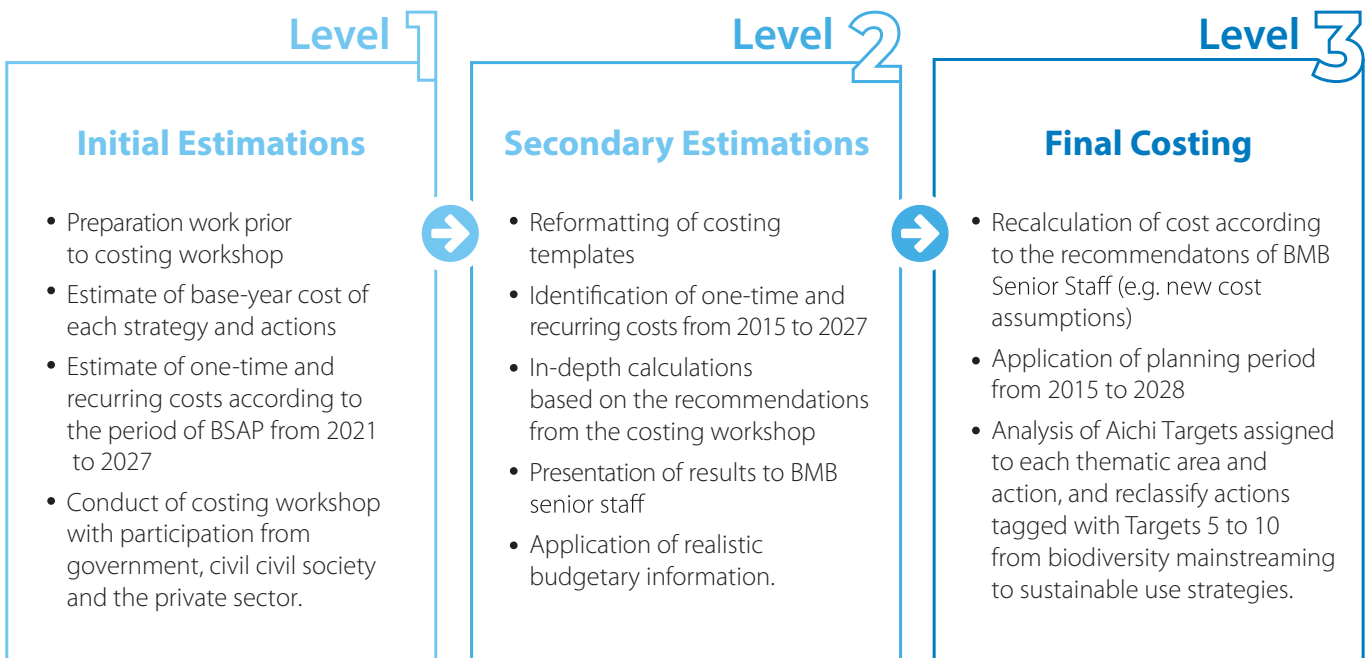 Level 1
Initial Estimations
• Preparation work prior
to costing workshop
• Estimate of base-year cost of
each strategy and actions
• Estimate of one-time and
recurring costs according to
the period of BSAP from 2021
to 2027
• Conduct of costing workshop
with participation from
government, civil civil society
and the private sector.
Level 2
Secondary Estimations
• Reformatting of costing
templates
• Identification of one-time and
recurring costs from 2015 to 2027
• In-depth calculations
based on the recommendations
from the costing workshop
• Presentation of results to BMB
senior staff
• Application of realistic
budgetary information.
Level 3
Final Costing
• Recalculation of cost according
to the recommendatons of BMB
Senior Staff (e.g. new cost
assumptions)
• Application of planning period
from 2015 to 2028
• Analysis of Aichi Targets assigned
to each thematic area and
action, and reclassify actions
tagged with Targets 5 to 10
from biodiversity mainstreaming
to sustainable use strategies.